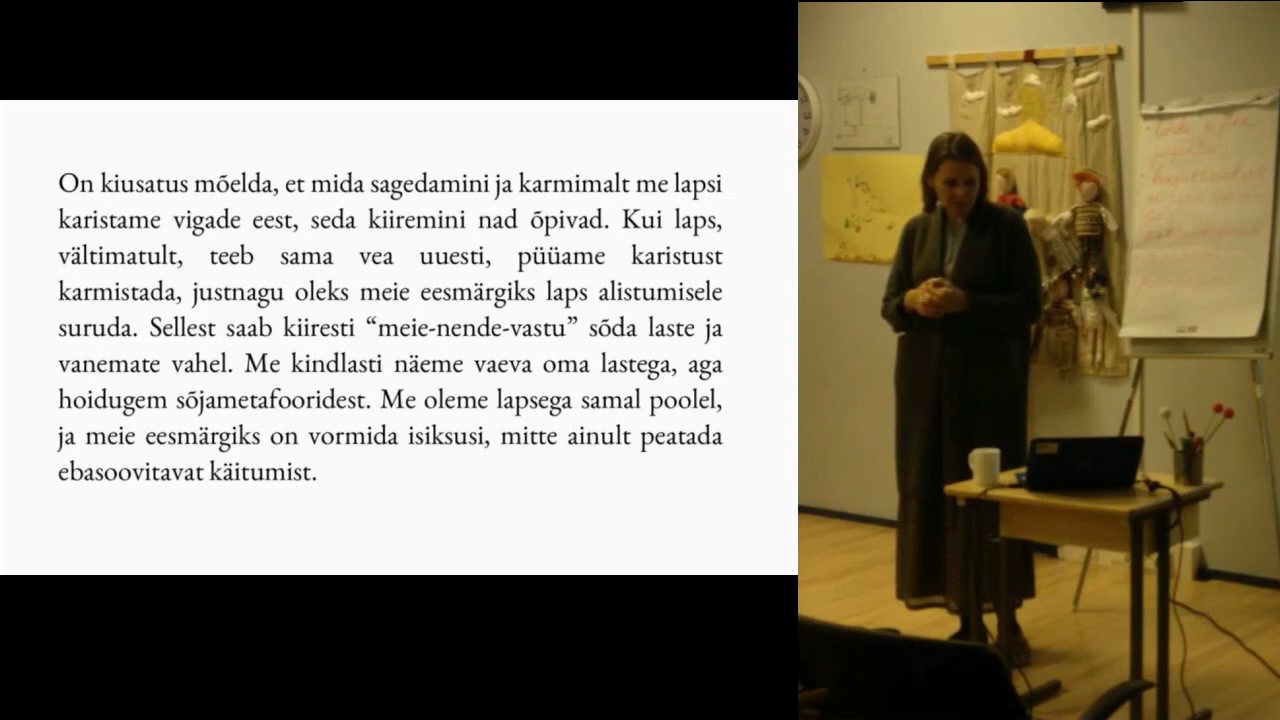 On kiusatus mõelda, et mida sagedamini ja karmimalt me lapsi
karistame vigade eest, seda kiiremini nad õpivad. Kui laps,
vältimatult, teeb sama vea uuesti, püüame karistust
karmistada, justnagu oleks meie eesmärgiks laps alistumisele
suruda. Sellest saab kiiresti “meie-nende-vastu” sõda laste ja
vanemate vahel. Me kindlasti näeme vaeva oma lastega, aga
hoidugem sõjametafooridest. Me oleme lapsega samal poolel,
ja meie eesmärgiks on vormida isiksusi, mitte ainult peatada
ebasoovitavat käitumist.